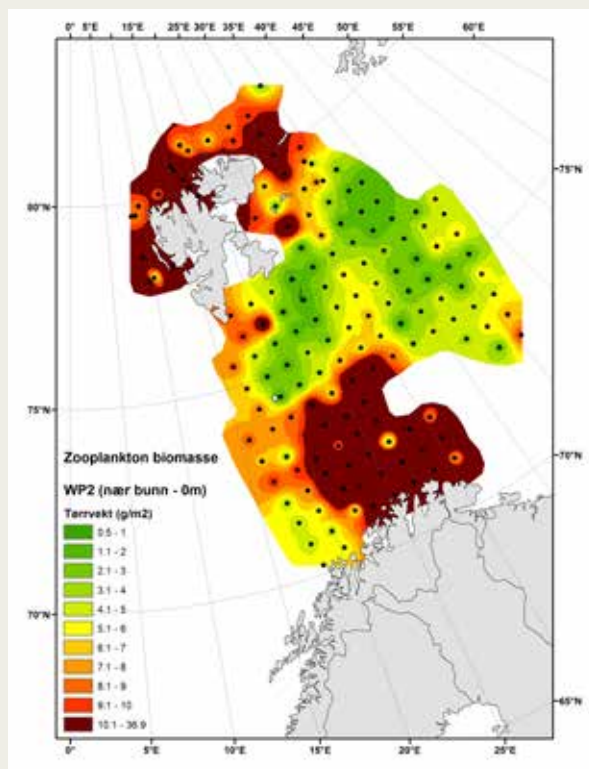 0° 5° 15°E 25°E 30°E 35°E 40°E 45°E 50°E 55°E 60°E
75°N
80°N
75°N
70°N
Zooplankton biomasse
WP2 (nær bunn - 0m)
Tørrvekt (g/m2)
0.5 - 1
1.1 - 2
2.1 - 3
3.1 - 4
4.1 - 5
5.1 - 6
6.1 - 7
7.1 - 8
8.1 - 9
9.1 - 10
10.1 - 36.9
70°N
65°N
0° 5°E 10°E 15°E 20°E 25°E